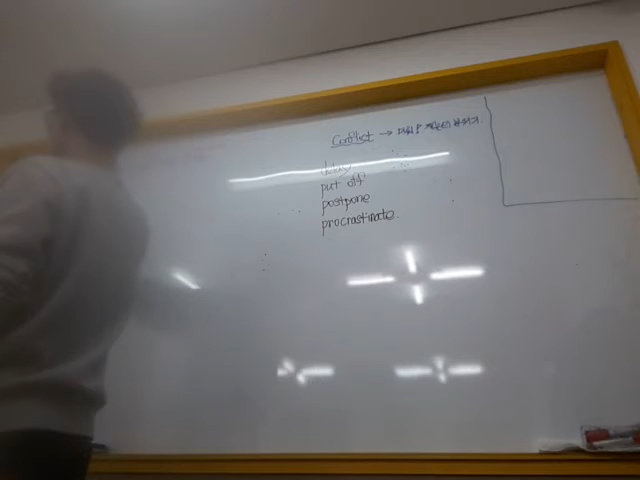 Conflict →
delay
put off
postpone
procrastinate.